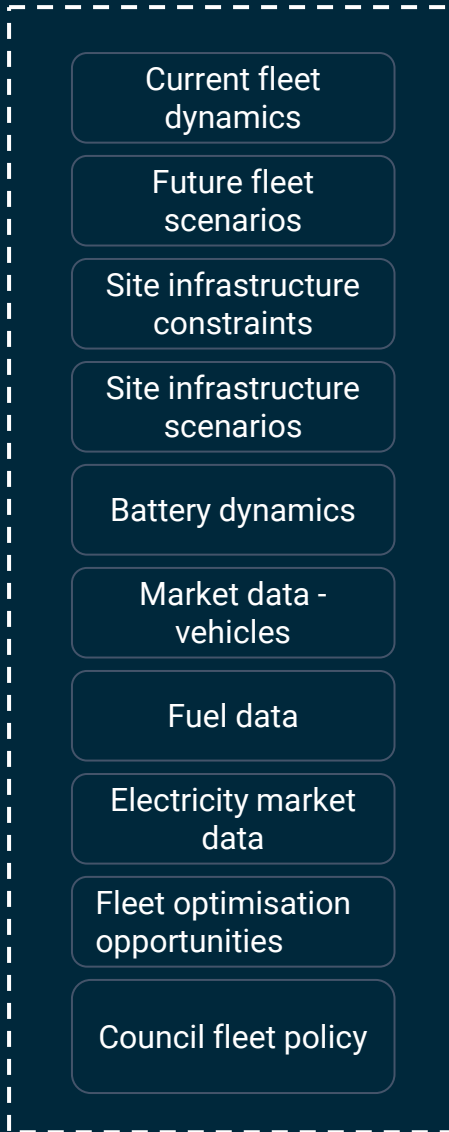 Current fleet
dynamics
Future fleet
scenarios
Site infrastructure
constraints
Site infrastructure
scenarios
Battery dynamics
Market data -
vehicles
Fuel data
Electricity market
data
Fleet optimisation
opportunities
Council fleet policy